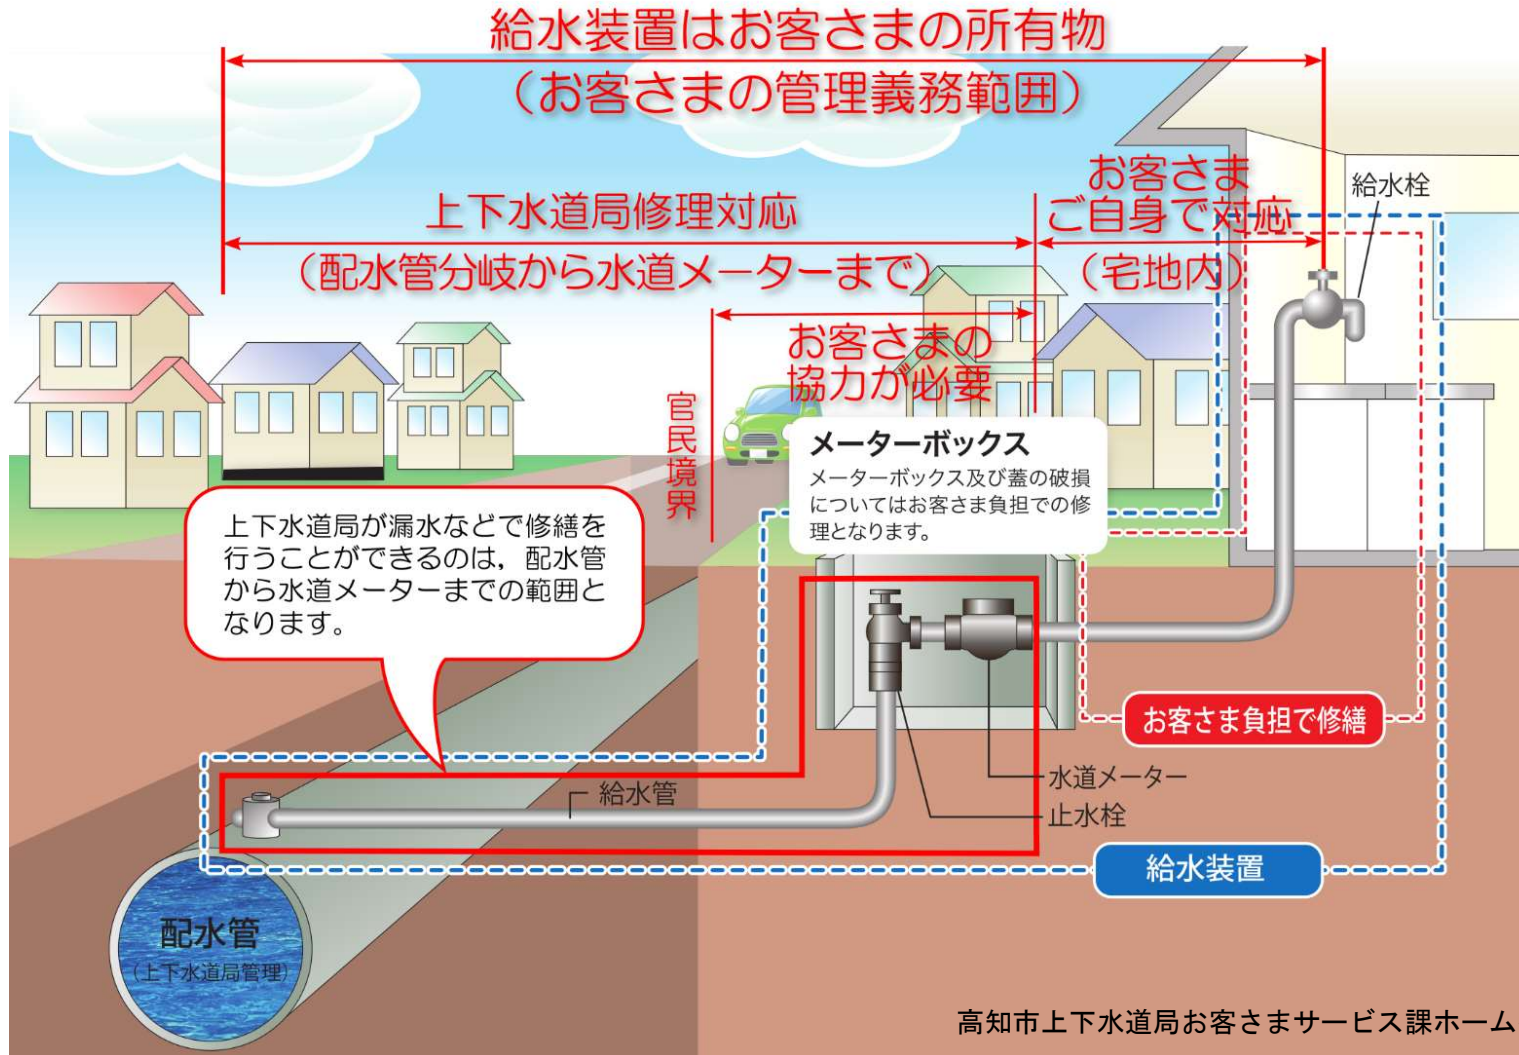 給水装置はお客さまの所有物
（お客さまの管理義務範囲）
上下水道局修理対応
（配水管分岐から水道メーターまで）
お客さま
ご自身で対応
（宅地内）
給水栓
お客さまの
協力が必要
官民境界
メーターボックス
メーターボックス及び蓋の破損
についてはお客さま負担での修
理となります。
上下水道局が漏水などで修繕を
行うことができるのは，配水管
から水道メーターまでの範囲と
なります。
お客さま負担で修繕
水道メーター
給水管
止水栓
給水装置
配水管
（上下水道局管理）
高知市上下水道局お客さまサービス課ホーム